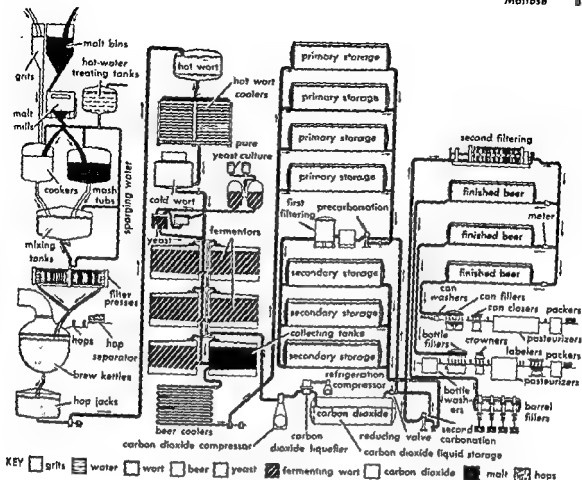 Maltose
malt bins
grits
hot-water
treating tanks
malt
mills
cookers
mash
tubs
sparging water
mixing
tanks
filter
presses
hops
hop
separator
brew kettles
hop jacks
hot wort
hot wort
coolers
pure
yeast culture
cold wort
yeast
fermentors
collecting tanks
beer coolers
carbon dioxide compressor
primary storage
primary storage
primary storage
primary storage
first
filtering
precarbonation
secondary storage
secondary storage
secondary storage
refrigeration
compressor
carbon dioxide
carbon
dioxide liquefier
reducing valve
carbon dioxide liquid storage
second
carbonation
second filtering
finished beer
meter
finished beer
finished beer
can
washers
can fillers
can closers
packers
pasteurizers
bottle
fillers
crowners
labelers
packers
pasteurizers
bottle
wash-
ers
barrel
fillers
KEY grits water wort beer yeast fermenting wort carbon dioxide malt hops